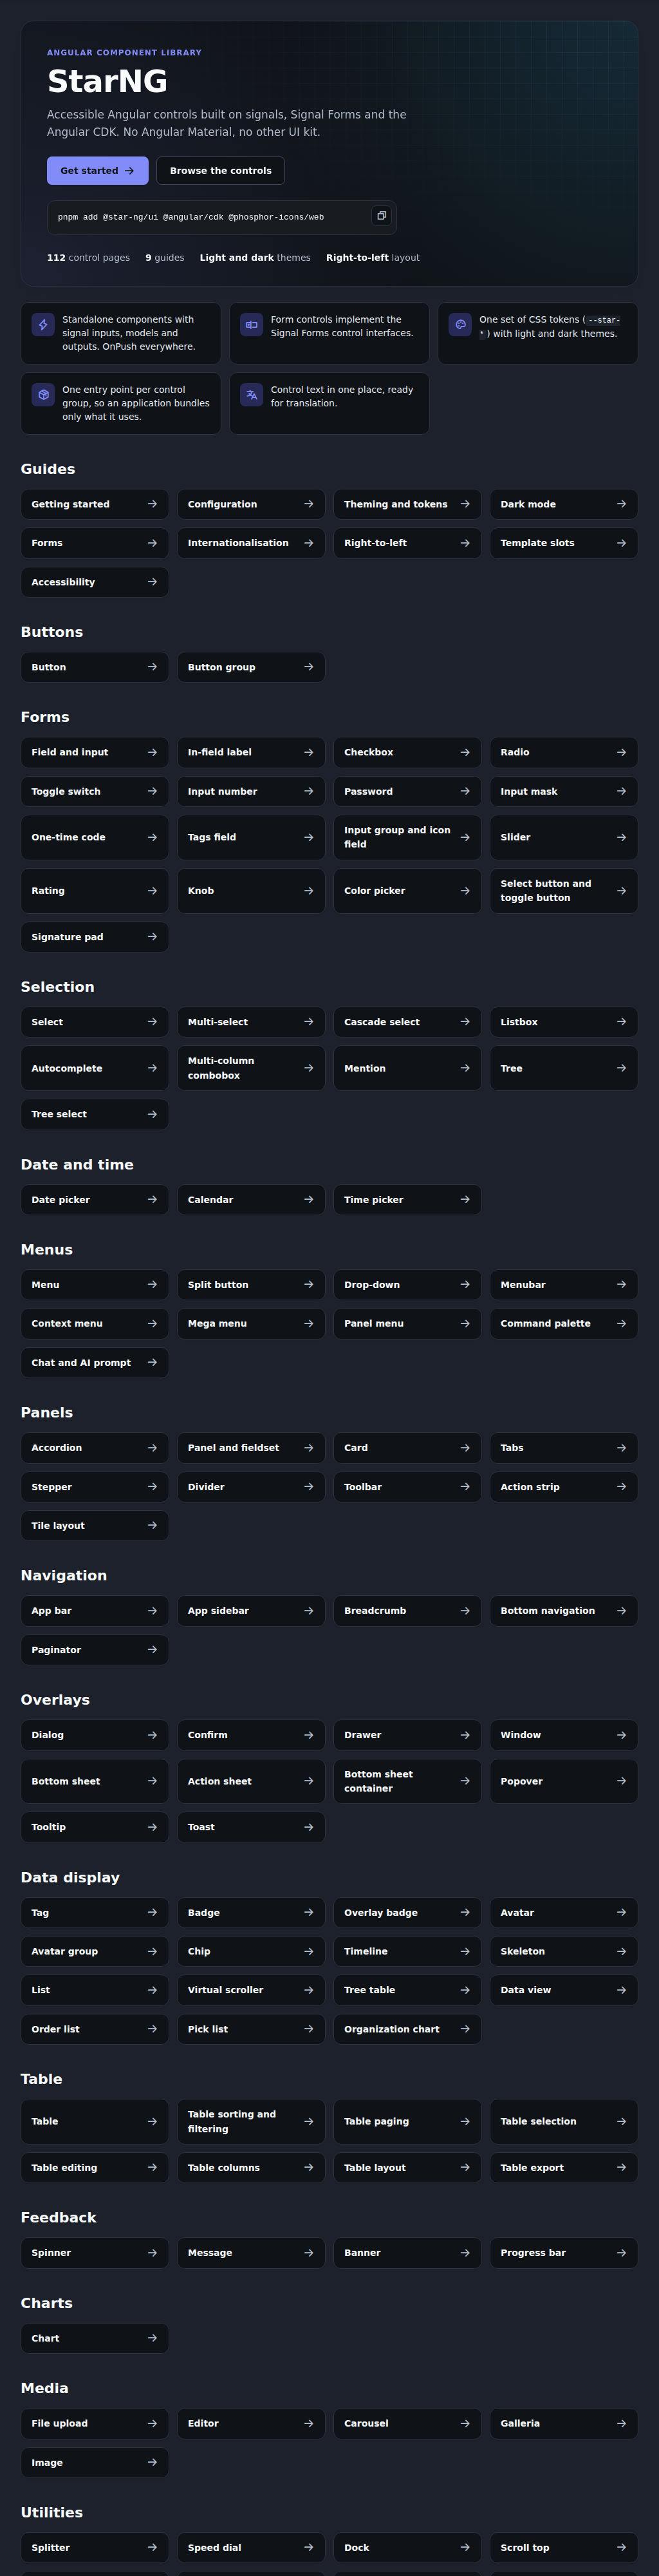 ANGULAR COMPONENT LIBRARY
StarNG
Accessible Angular controls built on signals, Signal Forms and the
Angular CDK. No Angular Material, no other UI kit.
Get started
Browse the controls
pnpm add @star-ng/ui @angular/cdk @phosphor-icons/web
112 control pages 9 guides Light and dark themes Right-to-left layout
Standalone components with
signal inputs, models and
outputs. OnPush everywhere.
Form controls implement the
Signal Forms control interfaces.
One set of CSS tokens (--star-
*) with light and dark themes.
One entry point per control
group, so an application bundles
only what it uses.
Control text in one place, ready
for translation.
Guides
Getting started
Configuration
Theming and tokens
Dark mode
Forms
Internationalisation
Right-to-left
Template slots
Accessibility
Buttons
Button
Button group
Forms
Field and input
In-field label
Checkbox
Radio
Toggle switch
Input number
Password
Input mask
One-time code
Tags field
Input group and icon
field
Slider
Rating
Knob
Color picker
Select button and
toggle button
Signature pad
Selection
Select
Multi-select
Cascade select
Listbox
Autocomplete
Multi-column
combobox
Mention
Tree
Tree select
Date and time
Date picker
Calendar
Time picker
Menus
Menu
Split button
Drop-down
Menubar
Context menu
Mega menu
Panel menu
Command palette
Chat and AI prompt
Panels
Accordion
Panel and fieldset
Card
Tabs
Stepper
Divider
Toolbar
Action strip
Tile layout
Navigation
App bar
App sidebar
Breadcrumb
Bottom navigation
Paginator
Overlays
Dialog
Confirm
Drawer
Window
Bottom sheet
Action sheet
Bottom sheet
container
Popover
Tooltip
Toast
Data display
Tag
Badge
Overlay badge
Avatar
Avatar group
Chip
Timeline
Skeleton
List
Virtual scroller
Tree table
Data view
Order list
Pick list
Organization chart
Table
Table
Table sorting and
filtering
Table paging
Table selection
Table editing
Table columns
Table layout
Table export
Feedback
Spinner
Message
Banner
Progress bar
Charts
Chart
Media
File upload
Editor
Carousel
Galleria
Image
Utilities
Splitter
Speed dial
Dock
Scroll top